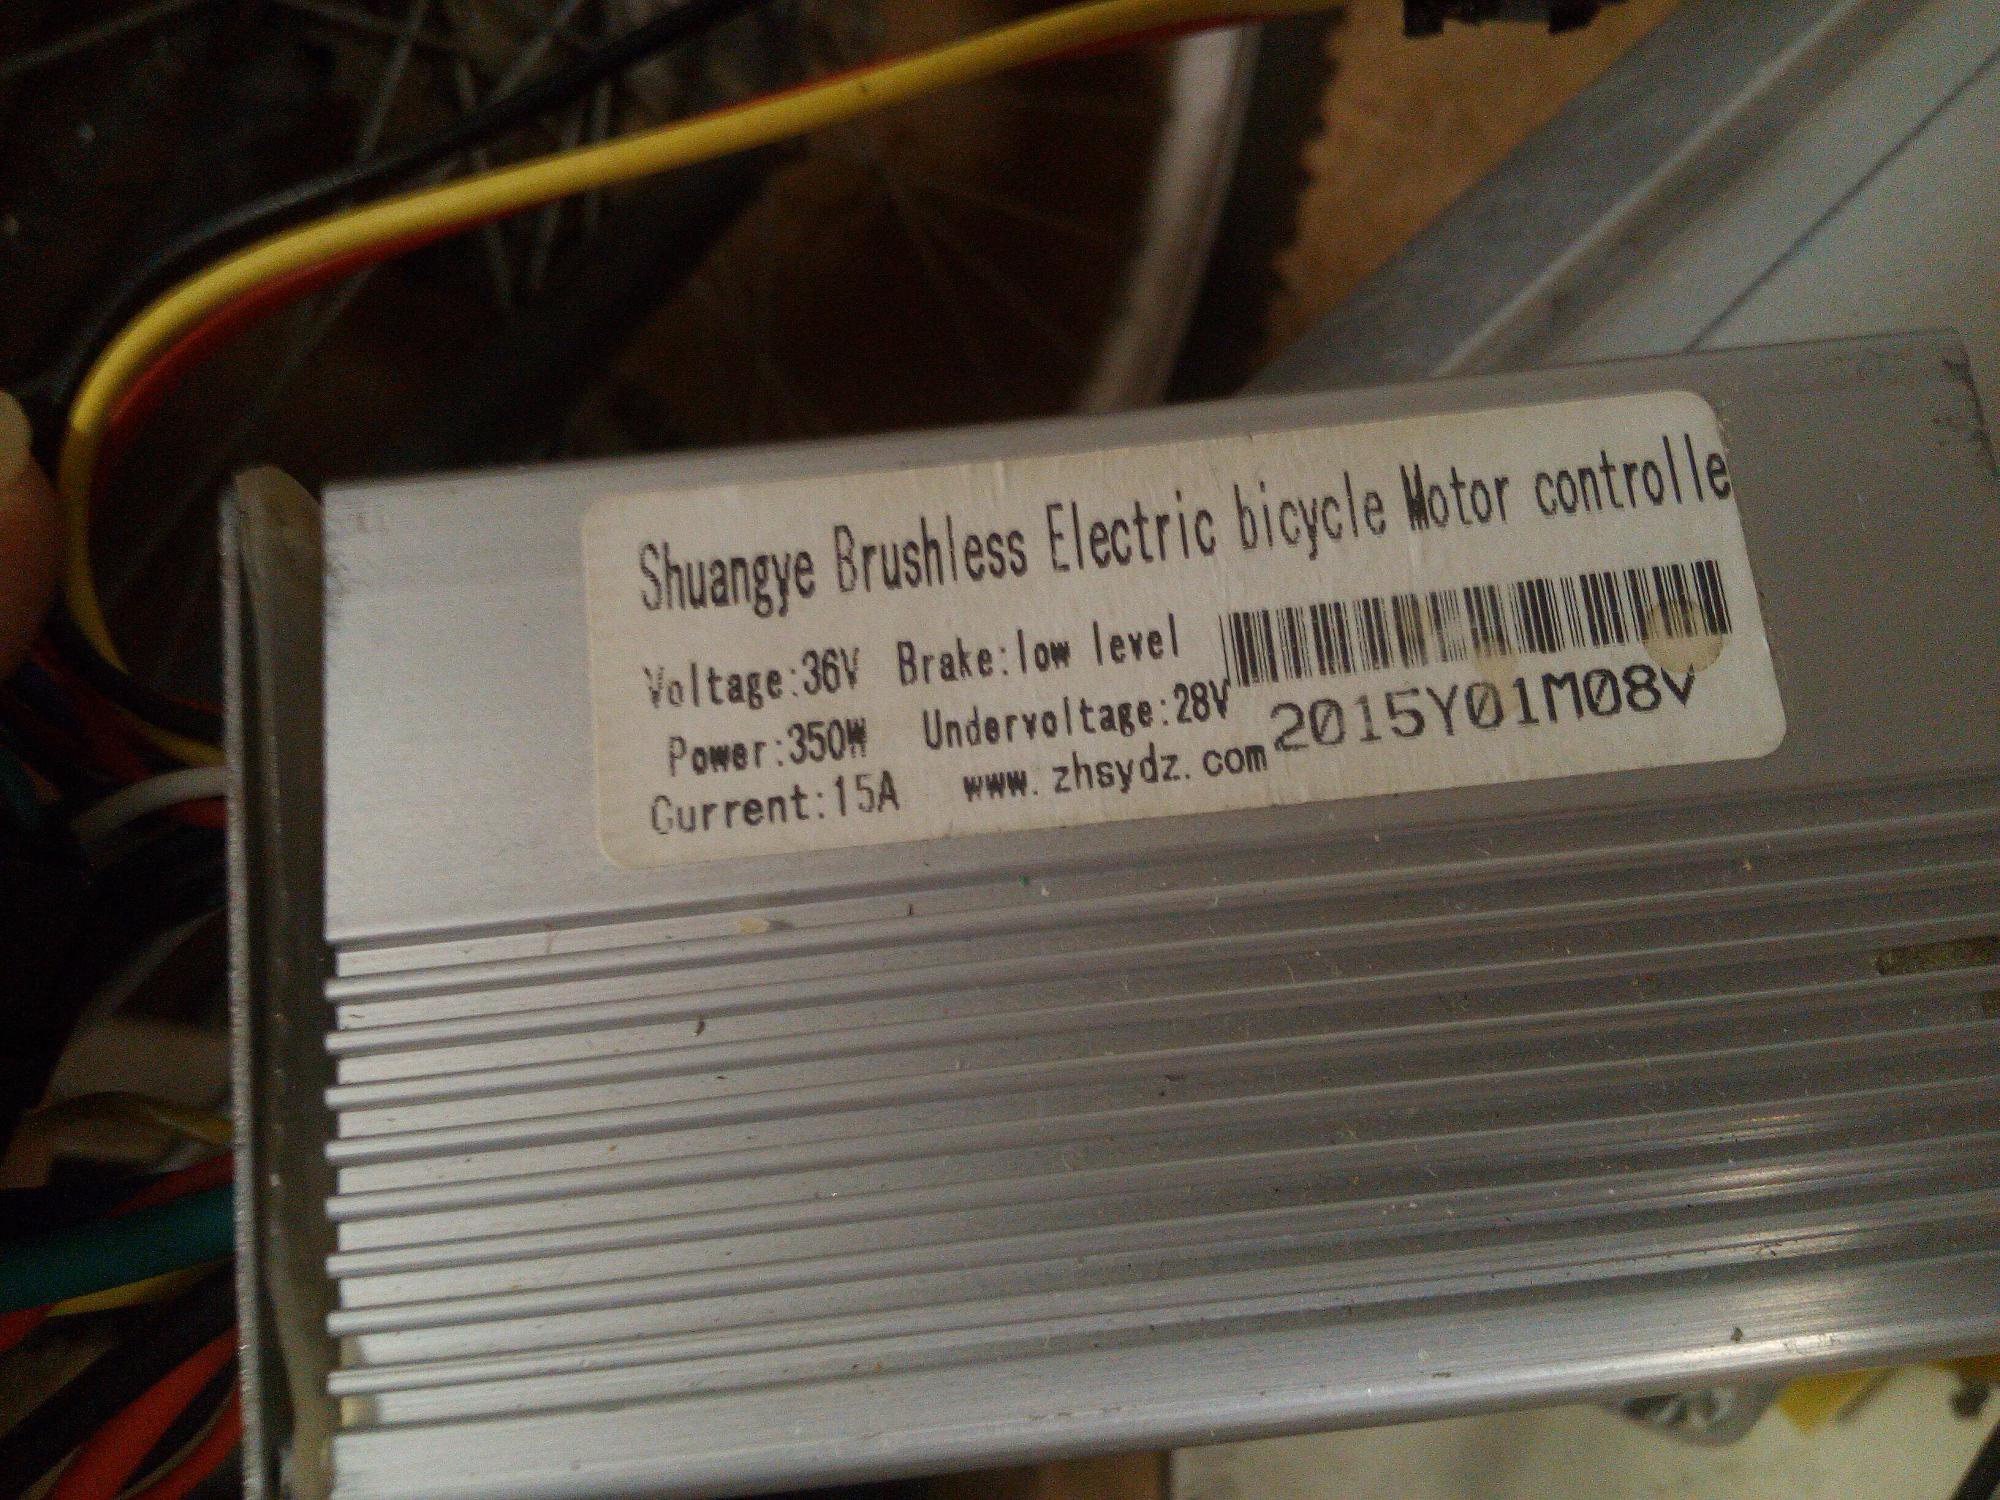 Shuangye Brushless Electric bicycle Motor controlle
Voltage:36V Brake:low level
Power:350W Undervoltage:28V
Current:15A www.zhsydz.com
2015Y01M08V